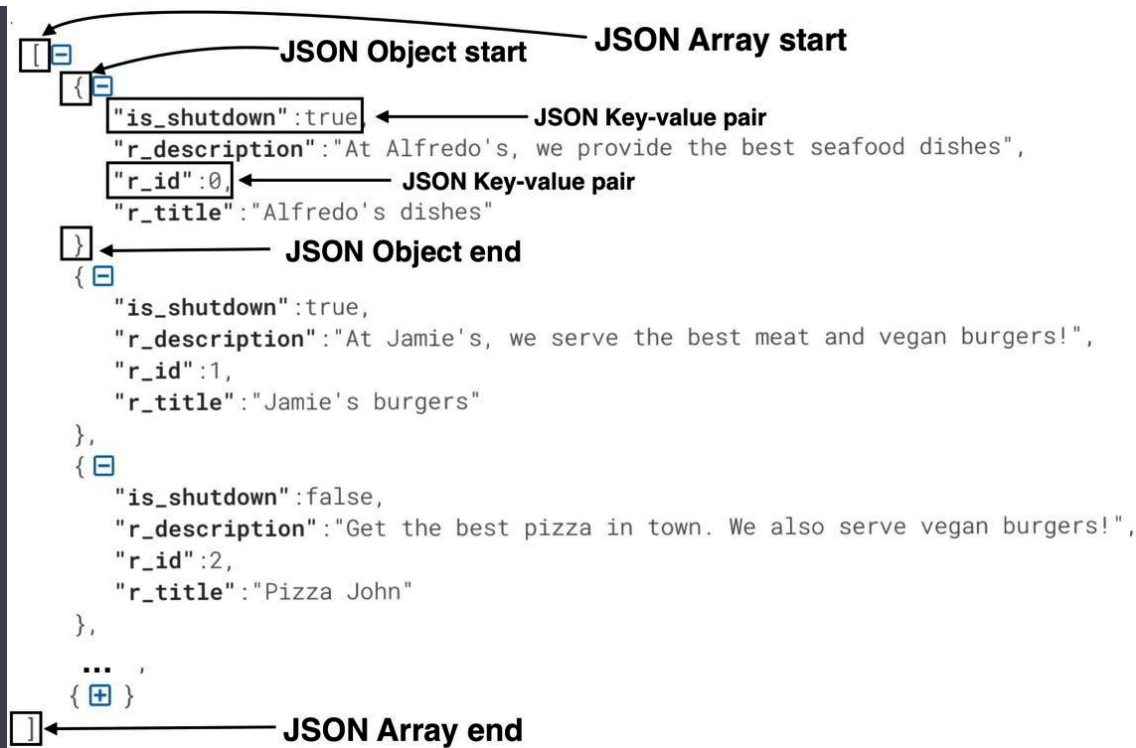 [ JSON Object start JSON Array start
{
"is_shutdown":true, JSON Key-value pair
"r_description":"At Alfredo's, we provide the best seafood dishes",
"r_id":0, JSON Key-value pair
"r_title":"Alfredo's dishes"
} JSON Object end
{
"is_shutdown":true,
"r_description":"At Jamie's, we serve the best meat and vegan burgers!",
"r_id":1,
"r_title":"Jamie's burgers"
},
{
"is_shutdown":false,
"r_description":"Get the best pizza in town. We also serve vegan burgers!",
"r_id":2,
"r_title":"Pizza John"
},
... ,
{ + }
] JSON Array end